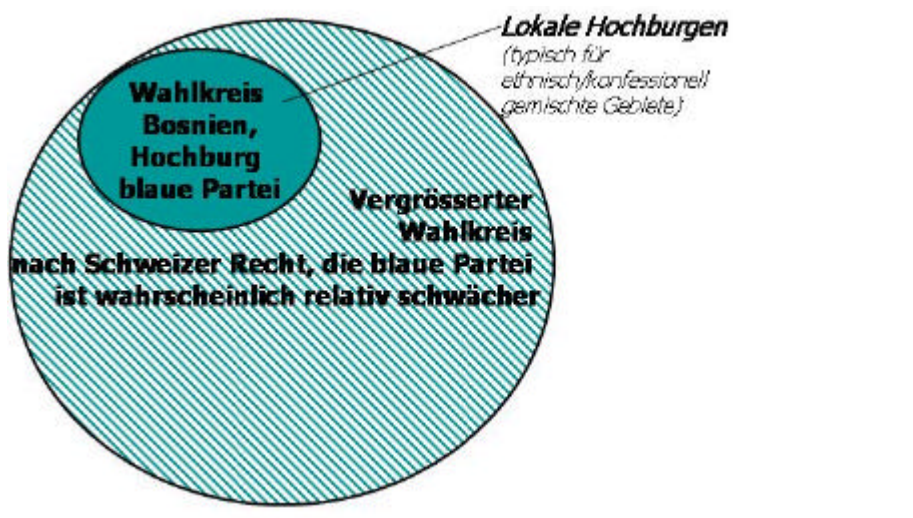 Lokale Hochburgen
(typisch für
ethnisch/konfessionell
gemischte Gebiete)
Wahlkreis
Bosnien,
Hochburg
blaue Partei
Vergrösserter
Wahlkreis
nach Schweizer Recht, die blaue Partei
ist wahrscheinlich relativ schwächer